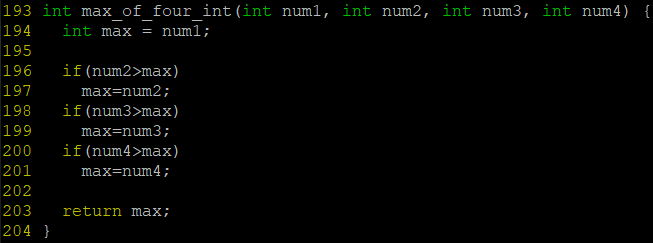 193 int max_of_four_int(int num1, int num2, int num3, int num4) {
194   int max = num1;
195
196   if(num2>max)
197     max=num2;
198   if(num3>max)
199     max=num3;
200   if(num4>max)
201     max=num4;
202
203   return max;
204 }